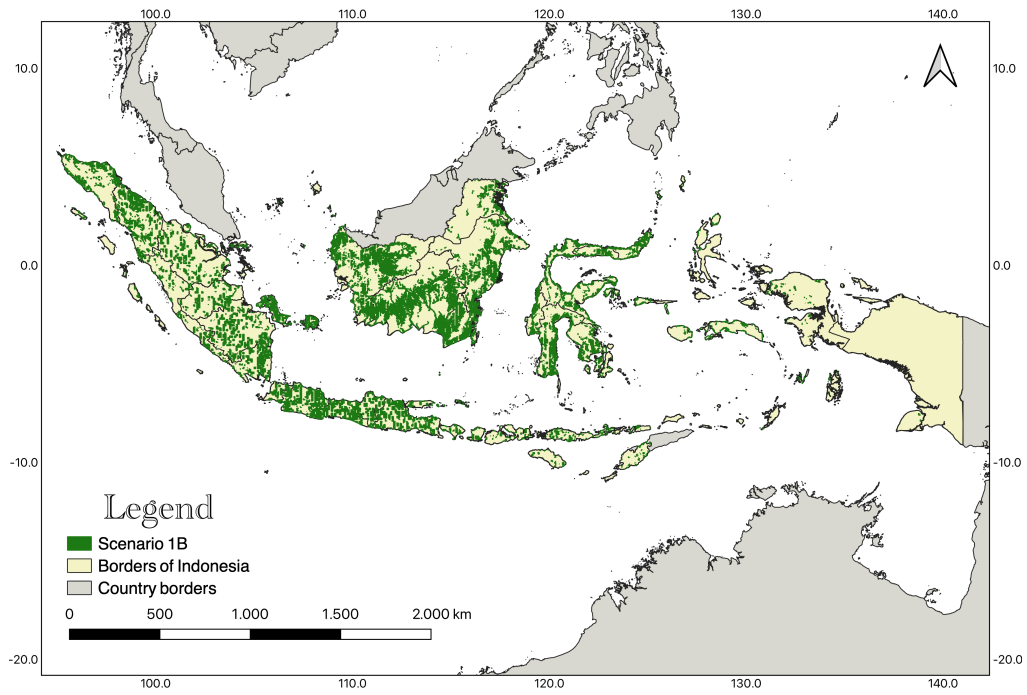 100.0 110.0 120.0 130.0 140.0
10.0 10.0
0.0 0.0
-10.0 -10.0
Legend
Scenario 1B
Borders of Indonesia
Country borders
0 500 1.000 1.500 2.000 km
-20.0 -20.0
100.0 110.0 120.0 130.0 140.0